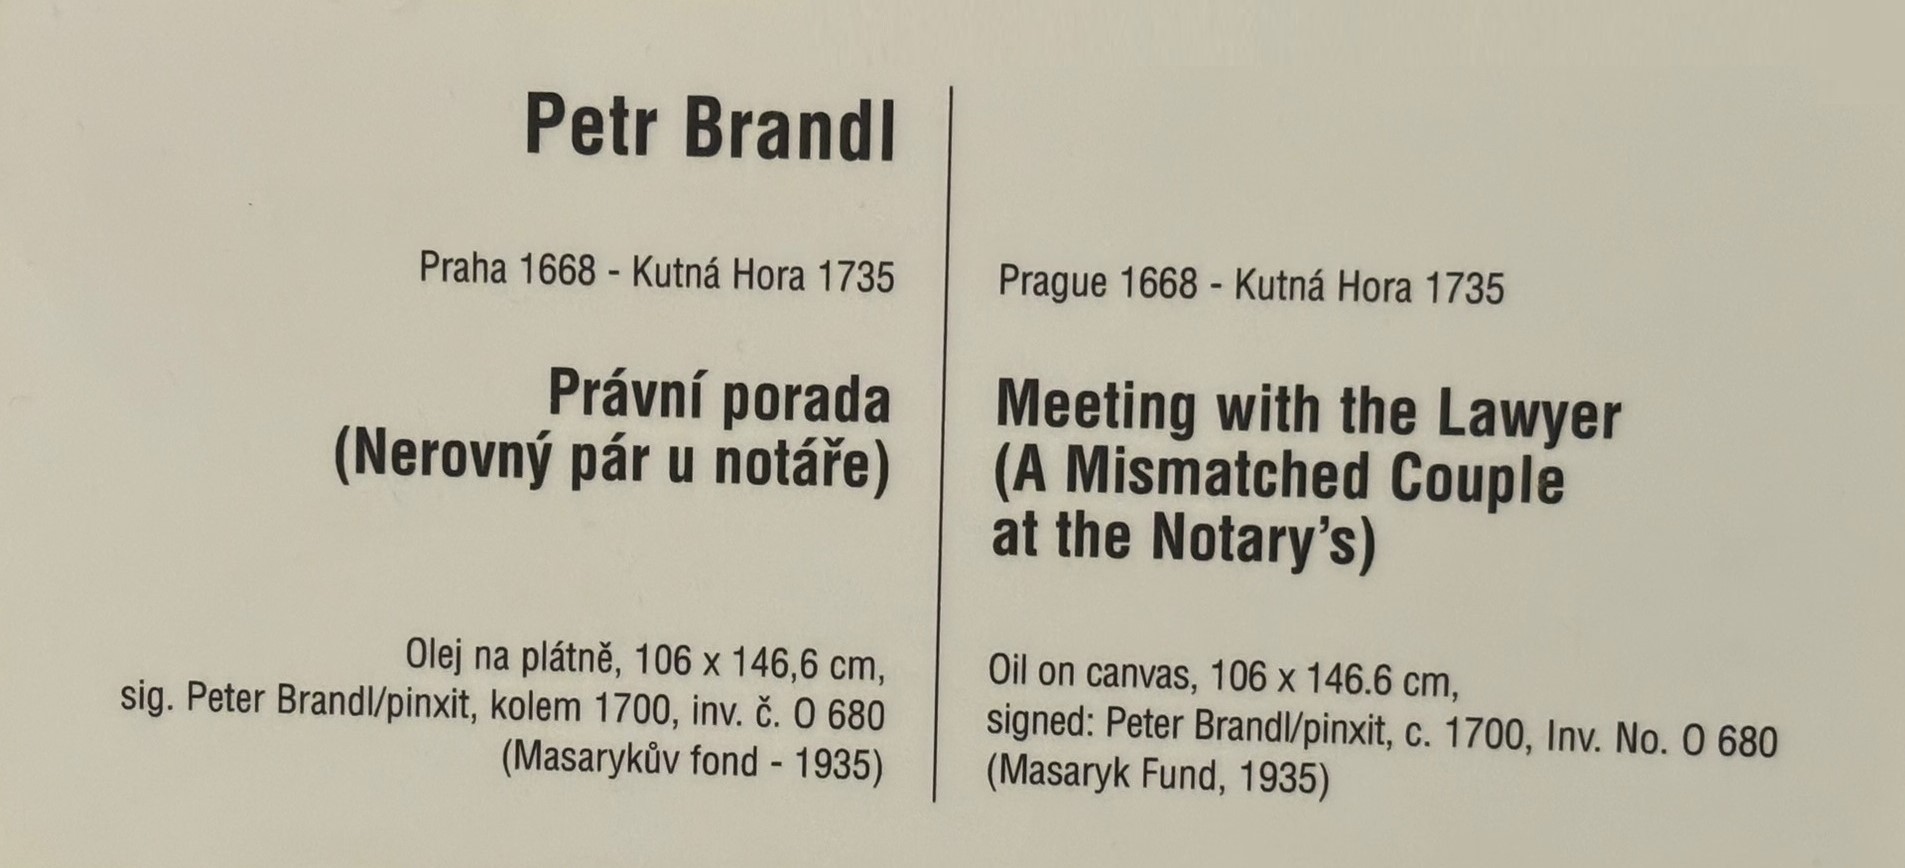 Petr Brandl
Praha 1668 - Kutná Hora 1735
Právní porada
(Nerovný pár u notáře)
Olej na plátně, 106 x 146,6 cm,
sig. Peter Brandl/pinxit, kolem 1700, inv. č. O 680
(Masarykův fond - 1935)
Prague 1668 - Kutná Hora 1735
Meeting with the Lawyer
(A Mismatched Couple
at the Notary's)
Oil on canvas, 106 x 146.6 cm,
signed: Peter Brandl/pinxit, c. 1700, Inv. No. O 680
(Masaryk Fund, 1935)